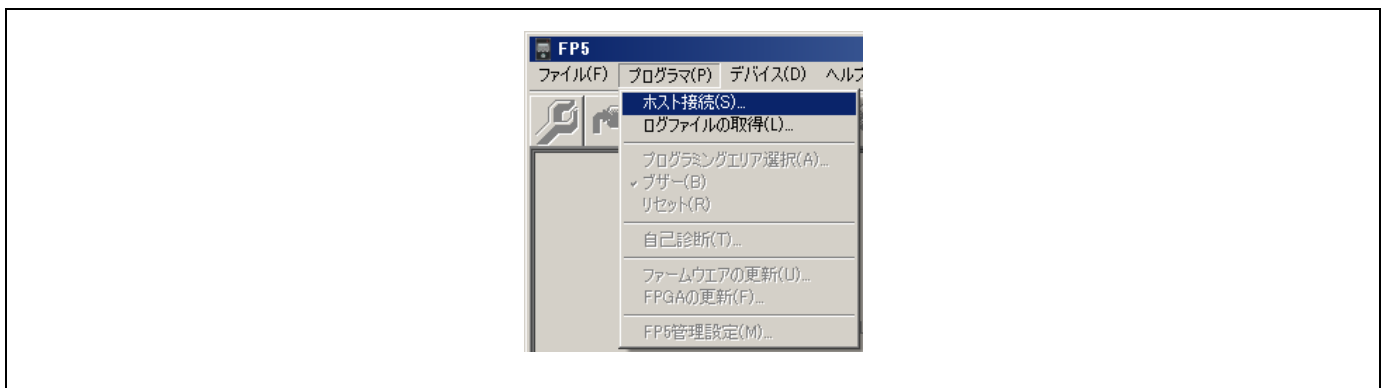 FP5
ファイル(F) プログラマ(P) デバイス(D) ヘルプ
ホスト接続(S)...
ログファイルの取得(L)...
プログラミングエリア選択(A)...
ブザー(B)
リセット(R)
自己診断(T)...
ファームウエアの更新(U)...
FPGAの更新(F)...
FP5管理設定(M)...